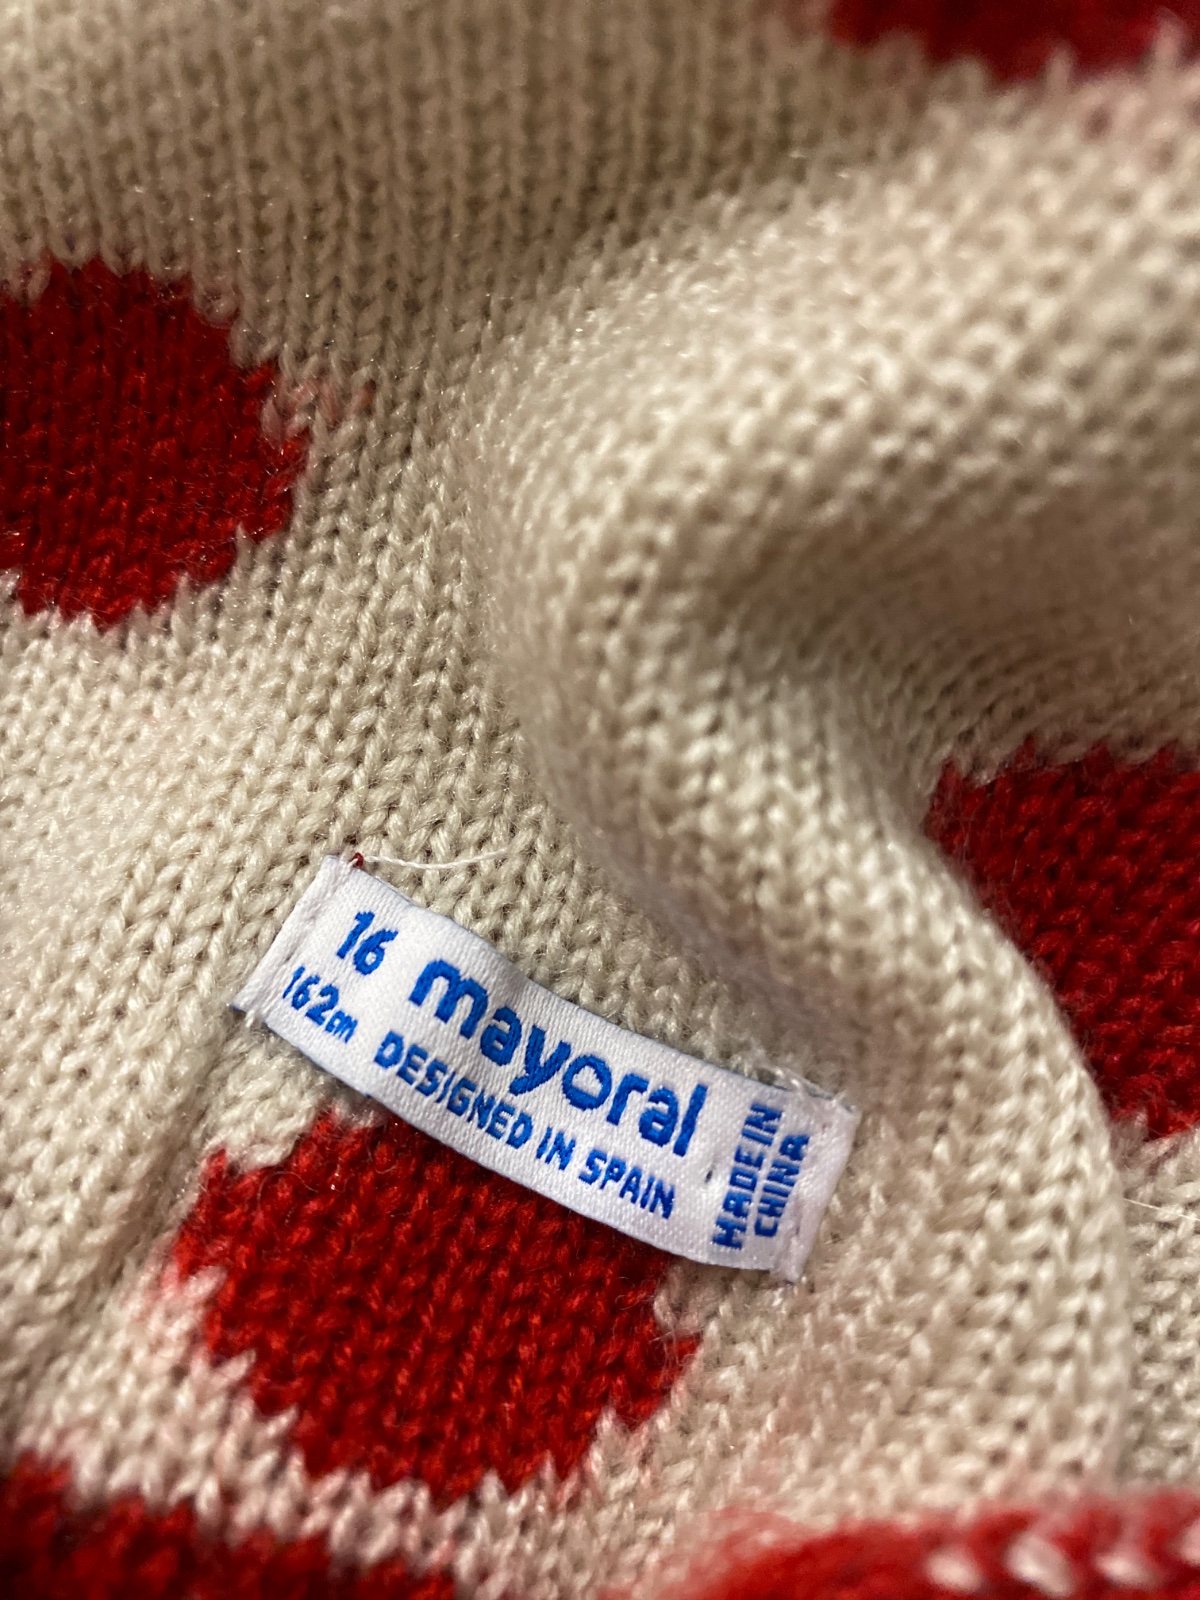 16
162cm
mayoral
DESIGNED IN SPAIN
MADE IN
CHINA